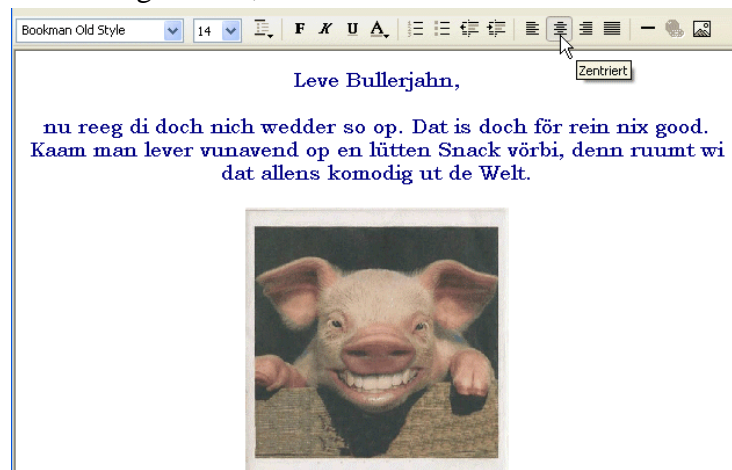 Bookman Old Style 14 F K U A
Zentriert
Leve Bullerjahn,
nu reeg di doch nich wedder so op. Dat is doch för rein nix good.
Kaam man lever vunavend op en lütten Snack vörbi, denn ruumt wi
dat allens komodig ut de Welt.